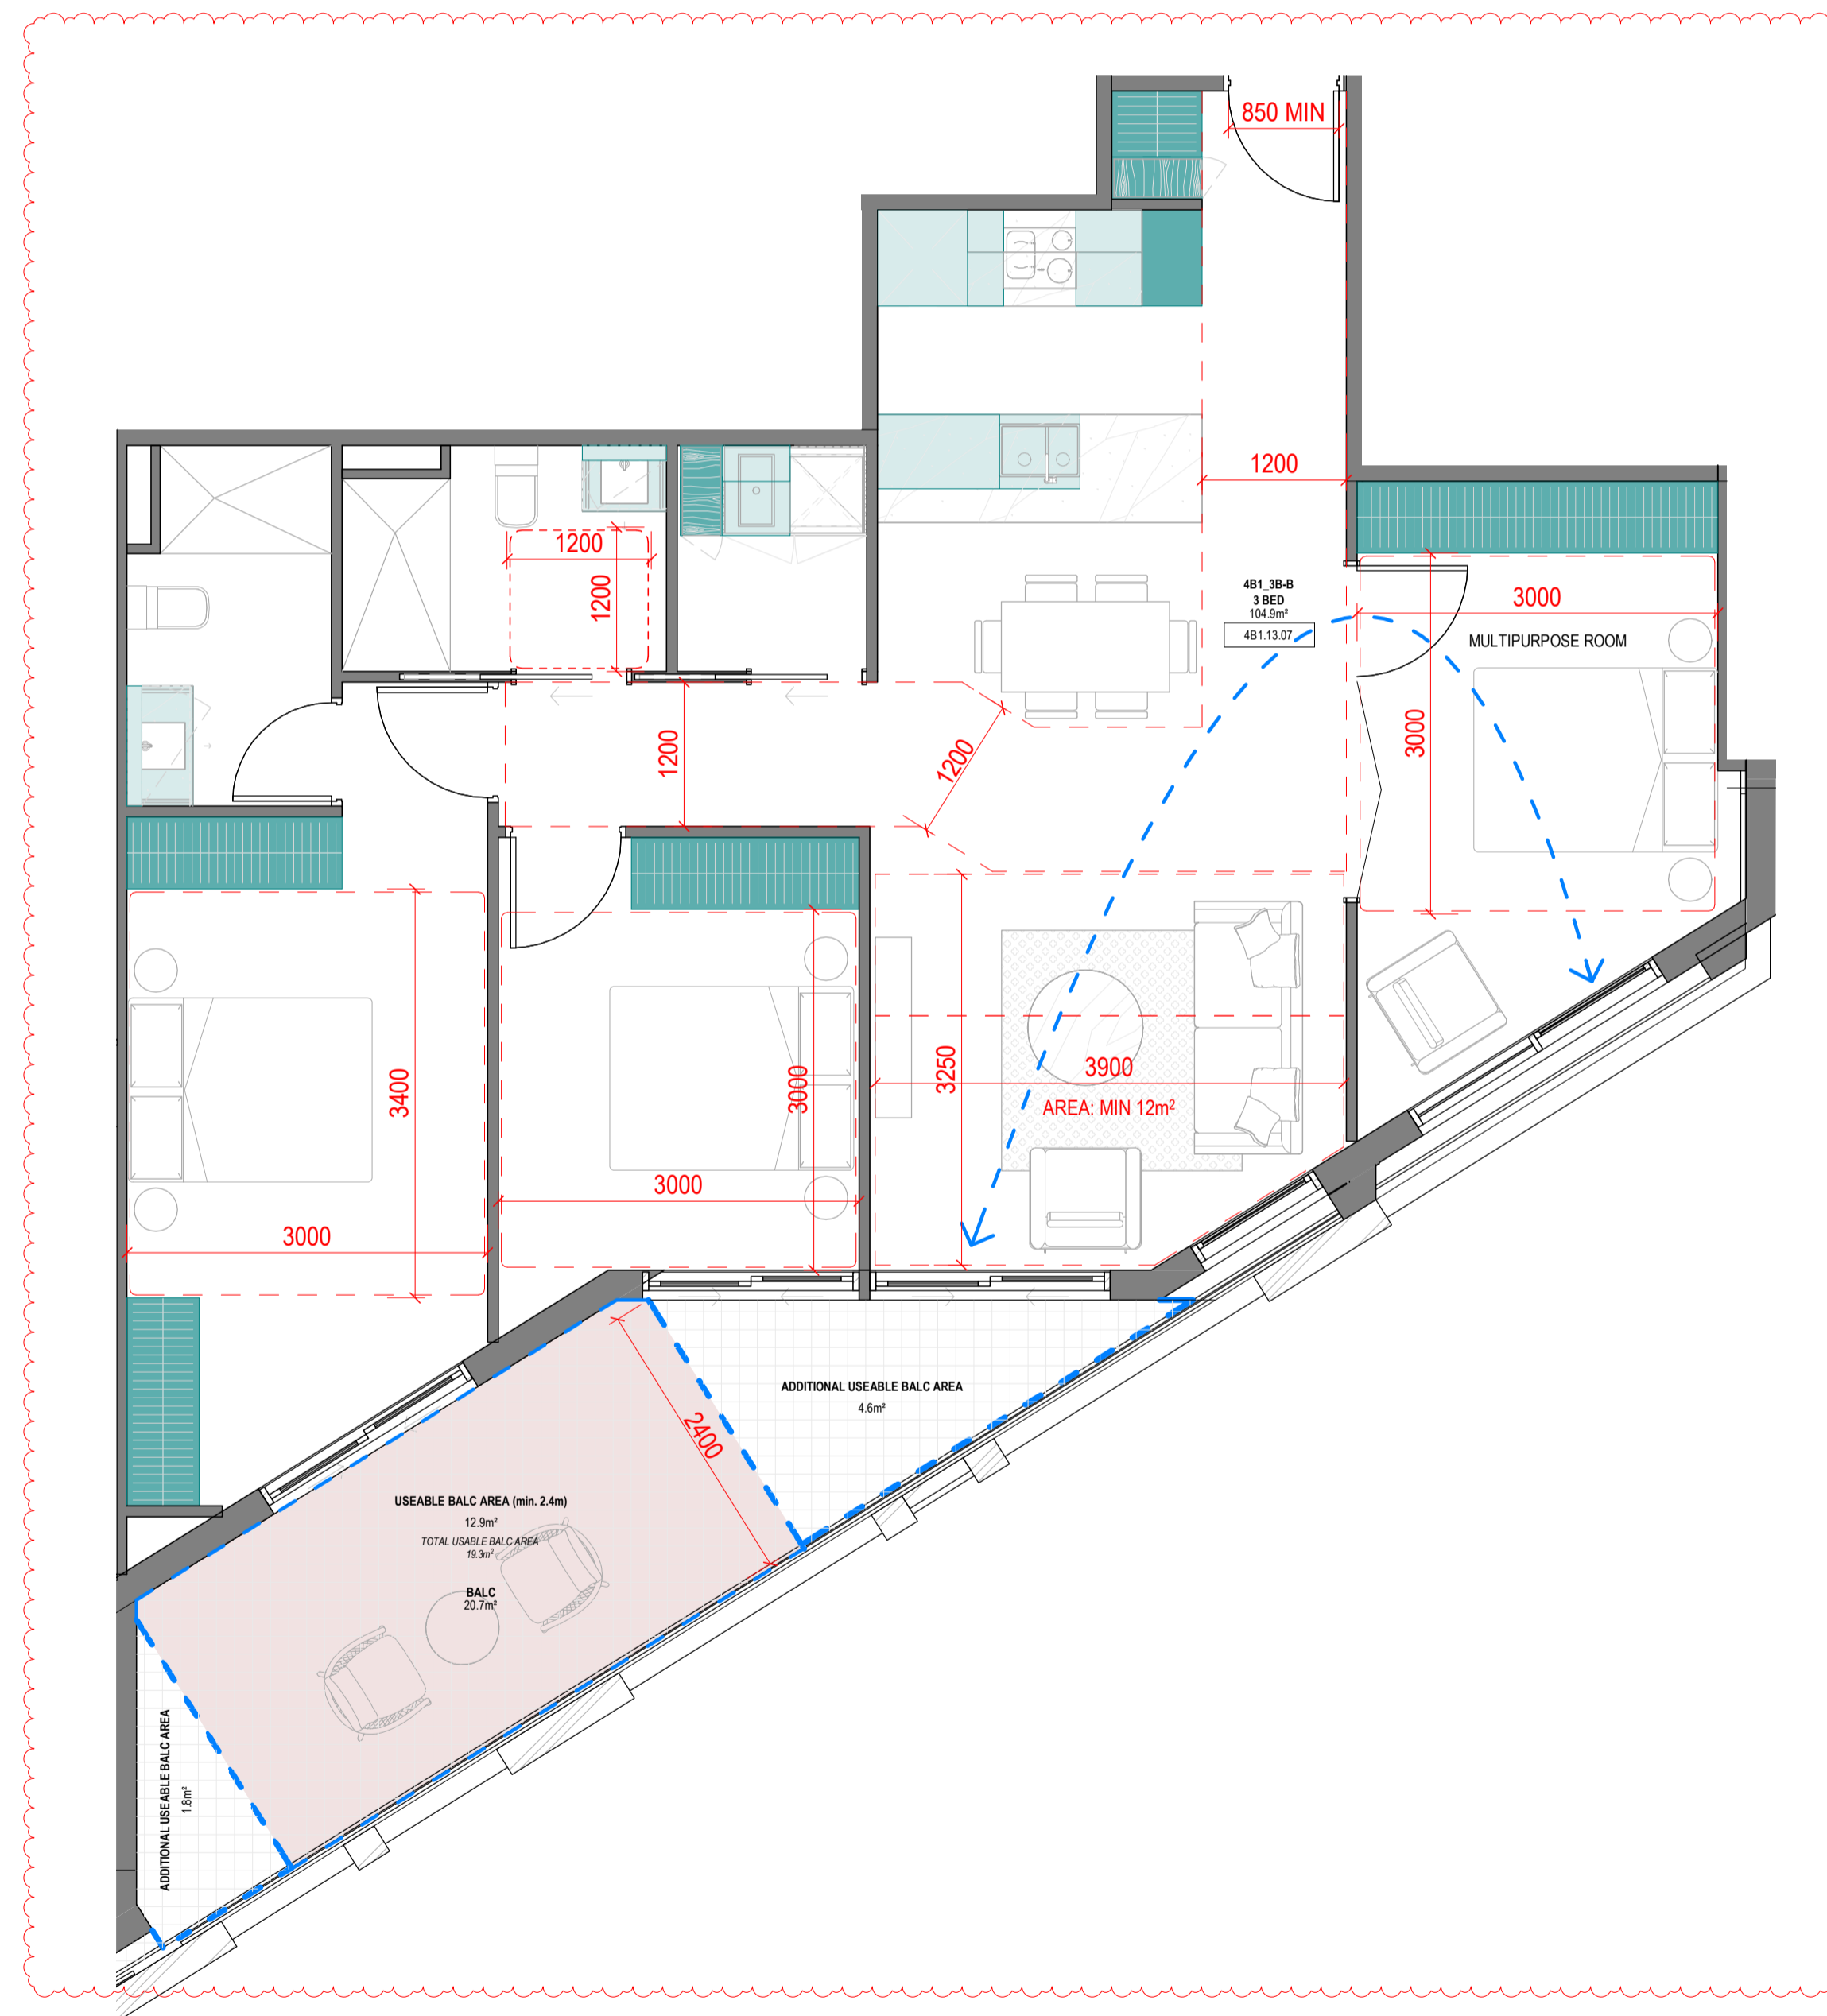 850 MIN
1200
1200
1200
4B1_3B-B
3 BED
104.9m²
4B1.13.07
3000
MULTIPURPOSE ROOM
3000
1200
1200
3400
3000
3000
3000
3250
3900
AREA: MIN 12m²
2400
ADDITIONAL USEABLE BALC AREA
4.6m²
USEABLE BALC AREA (min. 2.4m)
12.9m²
TOTAL USABLE BALC AREA
19.3m²
BALC
20.7m²
ADDITIONAL USEABLE BALC AREA
1.8m²